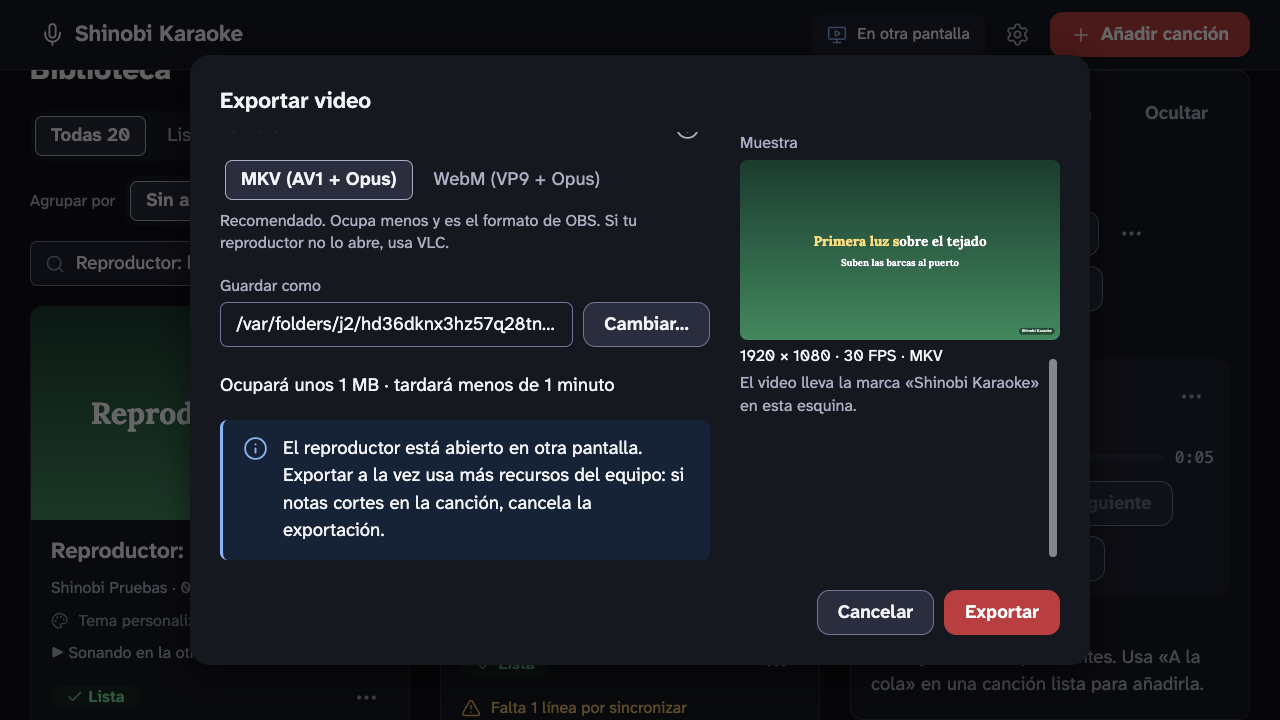 Shinobi Karaoke
En otra pantalla
Añadir canción
Biblioteca
Todas 20
Ocultar
Agrupar por
Exportar video
MKV (AV1 + Opus)
WebM (VP9 + Opus)
Recomendado. Ocupa menos y es el formato de OBS. Si tu
reproductor no lo abre, usa VLC.
Guardar como
/var/folders/j2/hd36dknx3hz57q28tn...
Cambiar...
Ocupará unos 1 MB · tardará menos de 1 minuto
El reproductor está abierto en otra pantalla.
Exportar a la vez usa más recursos del equipo: si
notas cortes en la canción, cancela la
exportación.
Muestra
Primera luz sobre el tejado
Suben las barcas al puerto
Shinobi Karaoke
1920 × 1080 · 30 FPS · MKV
El video lleva la marca «Shinobi Karaoke»
en esta esquina.
Cancelar
Exportar
Reproductor:
Shinobi Pruebas · 0
Sonando en la
Lista
Lista
Falta 1 línea por sincronizar
0:05
Usa «A la
cola» en una canción lista para añadirla.